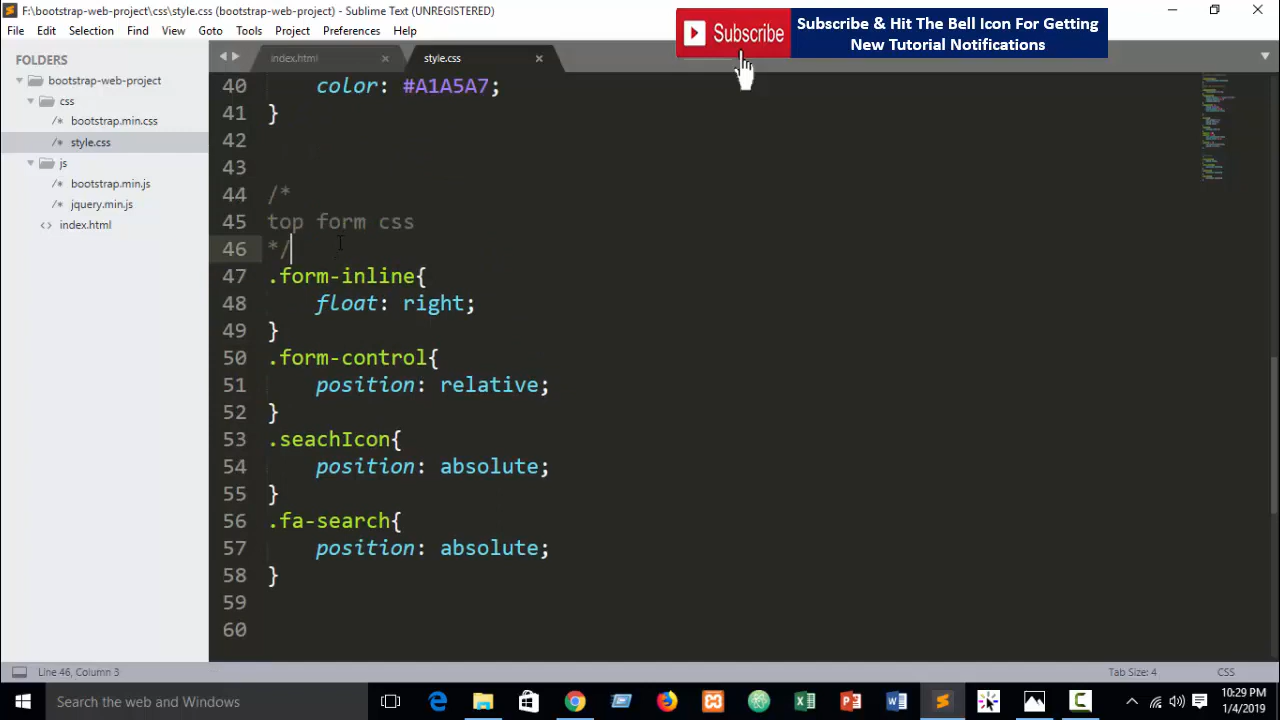 F:\bootstrap-web-project\css\style.css (bootstrap-web-project) - Sublime Text (UNREGISTERED)
File Edit Selection Find View Goto Tools Project Preferences Help
Subscribe
Subscribe & Hit The Bell Icon For Getting
New Tutorial Notifications
FOLDERS
bootstrap-web-project
css
/* bootstrap.min.css
/* style.css
js
/* bootstrap.min.js
/* jquery.min.js
<> index.html
index.html × style.css ×
40 color: #A1A5A7;
41 }
42
43
44 /*
45 top form css
46 */
47 .form-inline{
48 float: right;
49 }
50 .form-control{
51 position: relative;
52 }
53 .seachIcon{
54 position: absolute;
55 }
56 .fa-search{
57 position: absolute;
58 }
59
60
Line 46, Column 3 Tab Size: 4 CSS
Search the web and Windows
10:29 PM
1/4/2019